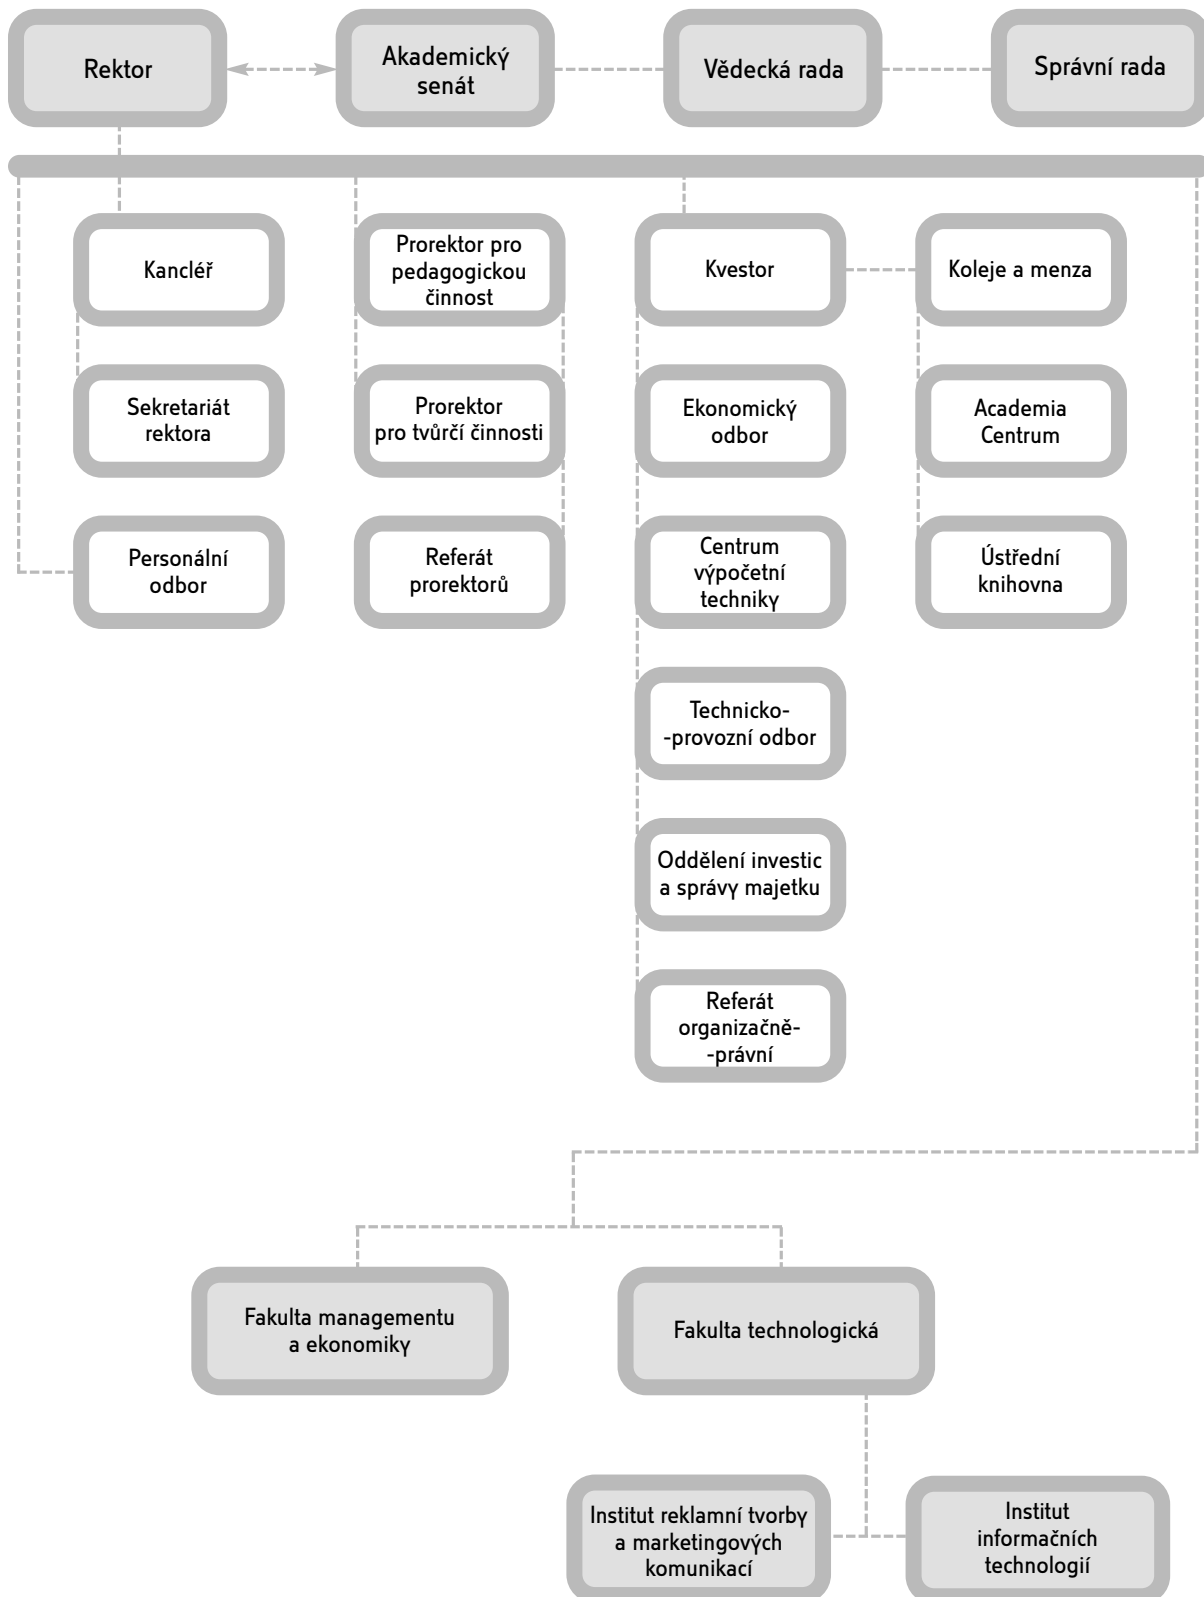 Rektor
Akademický
senát
Vědecká rada
Správní rada
Kancléř
Prorektor pro
pedagogickou
činnost
Kvestor
Koleje a menza
Sekretariát
rektora
Prorektor
pro tvůrčí činnosti
Ekonomický
odbor
Academia
Centrum
Personální
odbor
Referát
prorektorů
Centrum
výpočetní
techniky
Ústřední
knihovna
Technicko-
-provozní odbor
Oddělení investic
a správy majetku
Referát
organizačně-
-právní
Fakulta managementu
a ekonomiky
Fakulta technologická
Institut reklamní tvorby
a marketingových
komunikací
Institut
informačních
technologií